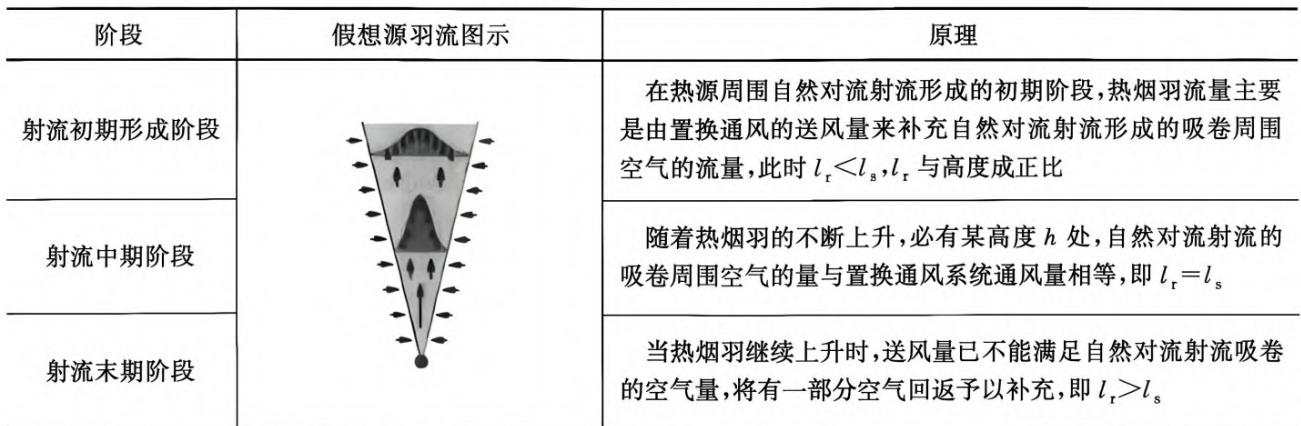 阶段 假想源羽流图示 原理
射流初期形成阶段
在热源周围自然对流射流形成的初期阶段,热烟羽流量主要
是由置换通风的送风量来补充自然对流射流形成的吸卷周围
空气的流量,此时 lr<ls,lr 与高度成正比
射流中期阶段
随着热烟羽的不断上升,必有某高度 h 处,自然对流射流的
吸卷周围空气的量与置换通风系统通风量相等,即 lr=ls
射流末期阶段
当热烟羽继续上升时,送风量已不能满足自然对流射流吸卷
的空气量,将有一部分空气回返予以补充,即 lr>ls